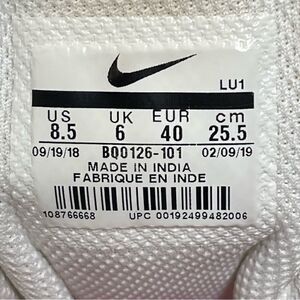 LU1
US UK EUR cm
8.5 6 40 25.5
09/19/18 BQ0126-101 02/09/19
MADE IN INDIA
FABRIQUE EN INDE
108766668 UPC 00192499482006